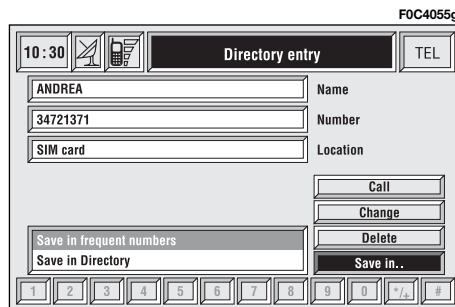 F0C4055g
10:30 Directory entry TEL
ANDREA Name
34721371 Number
SIM card Location
Call
Change
Save in frequent numbers Delete
Save in Directory Save in..
1 2 3 4 5 6 7 8 9 0 */+ #